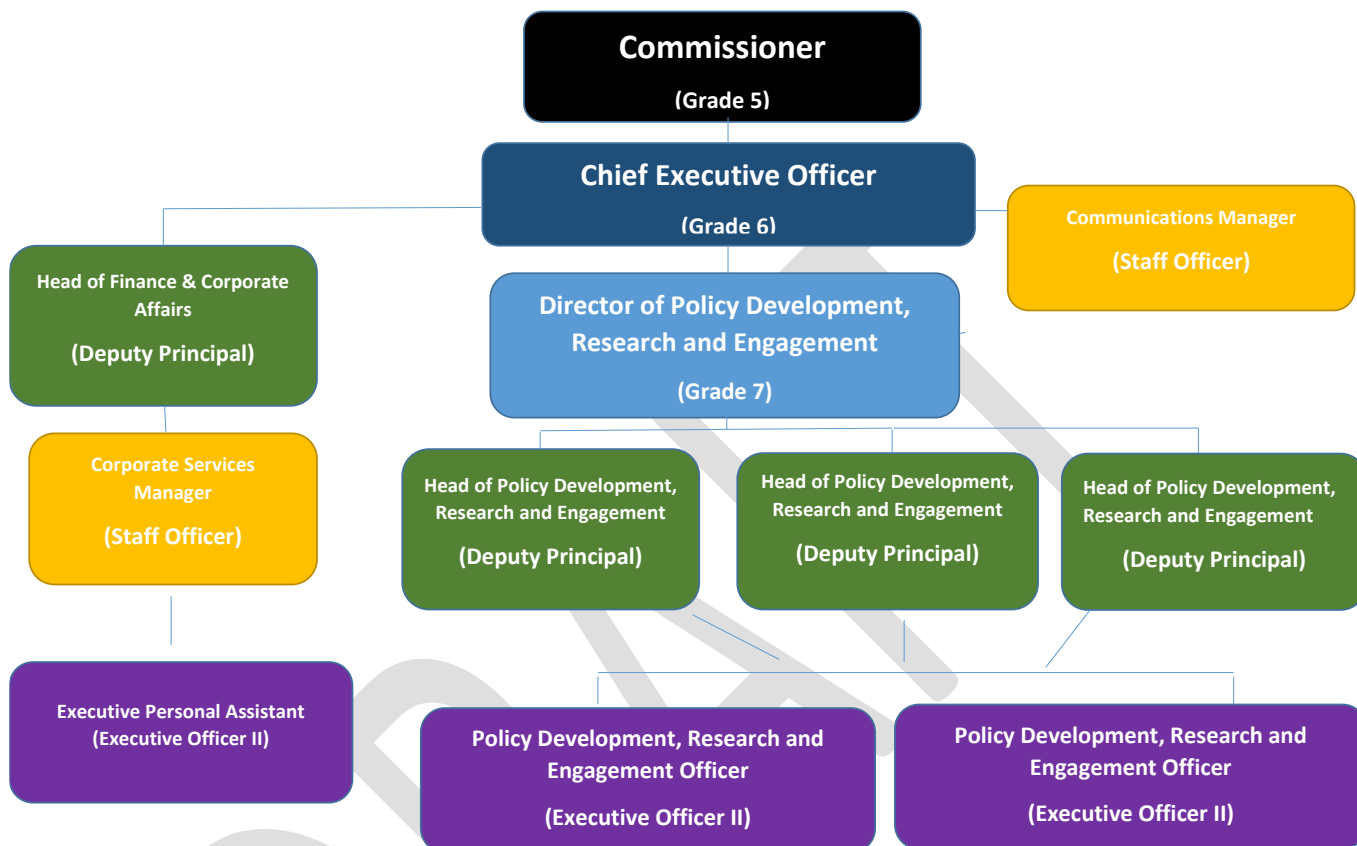 Commissioner
(Grade 5)
Chief Executive Officer
(Grade 6)
Communications Manager
(Staff Officer)
Head of Finance & Corporate
Affairs
(Deputy Principal)
Director of Policy Development,
Research and Engagement
(Grade 7)
Corporate Services
Manager
(Staff Officer)
Head of Policy Development,
Research and Engagement
(Deputy Principal)
Head of Policy Development,
Research and Engagement
(Deputy Principal)
Head of Policy Development,
Research and Engagement
(Deputy Principal)
Executive Personal Assistant
(Executive Officer II)
Policy Development, Research and
Engagement Officer
(Executive Officer II)
Policy Development, Research and
Engagement Officer
(Executive Officer II)
DRAFT